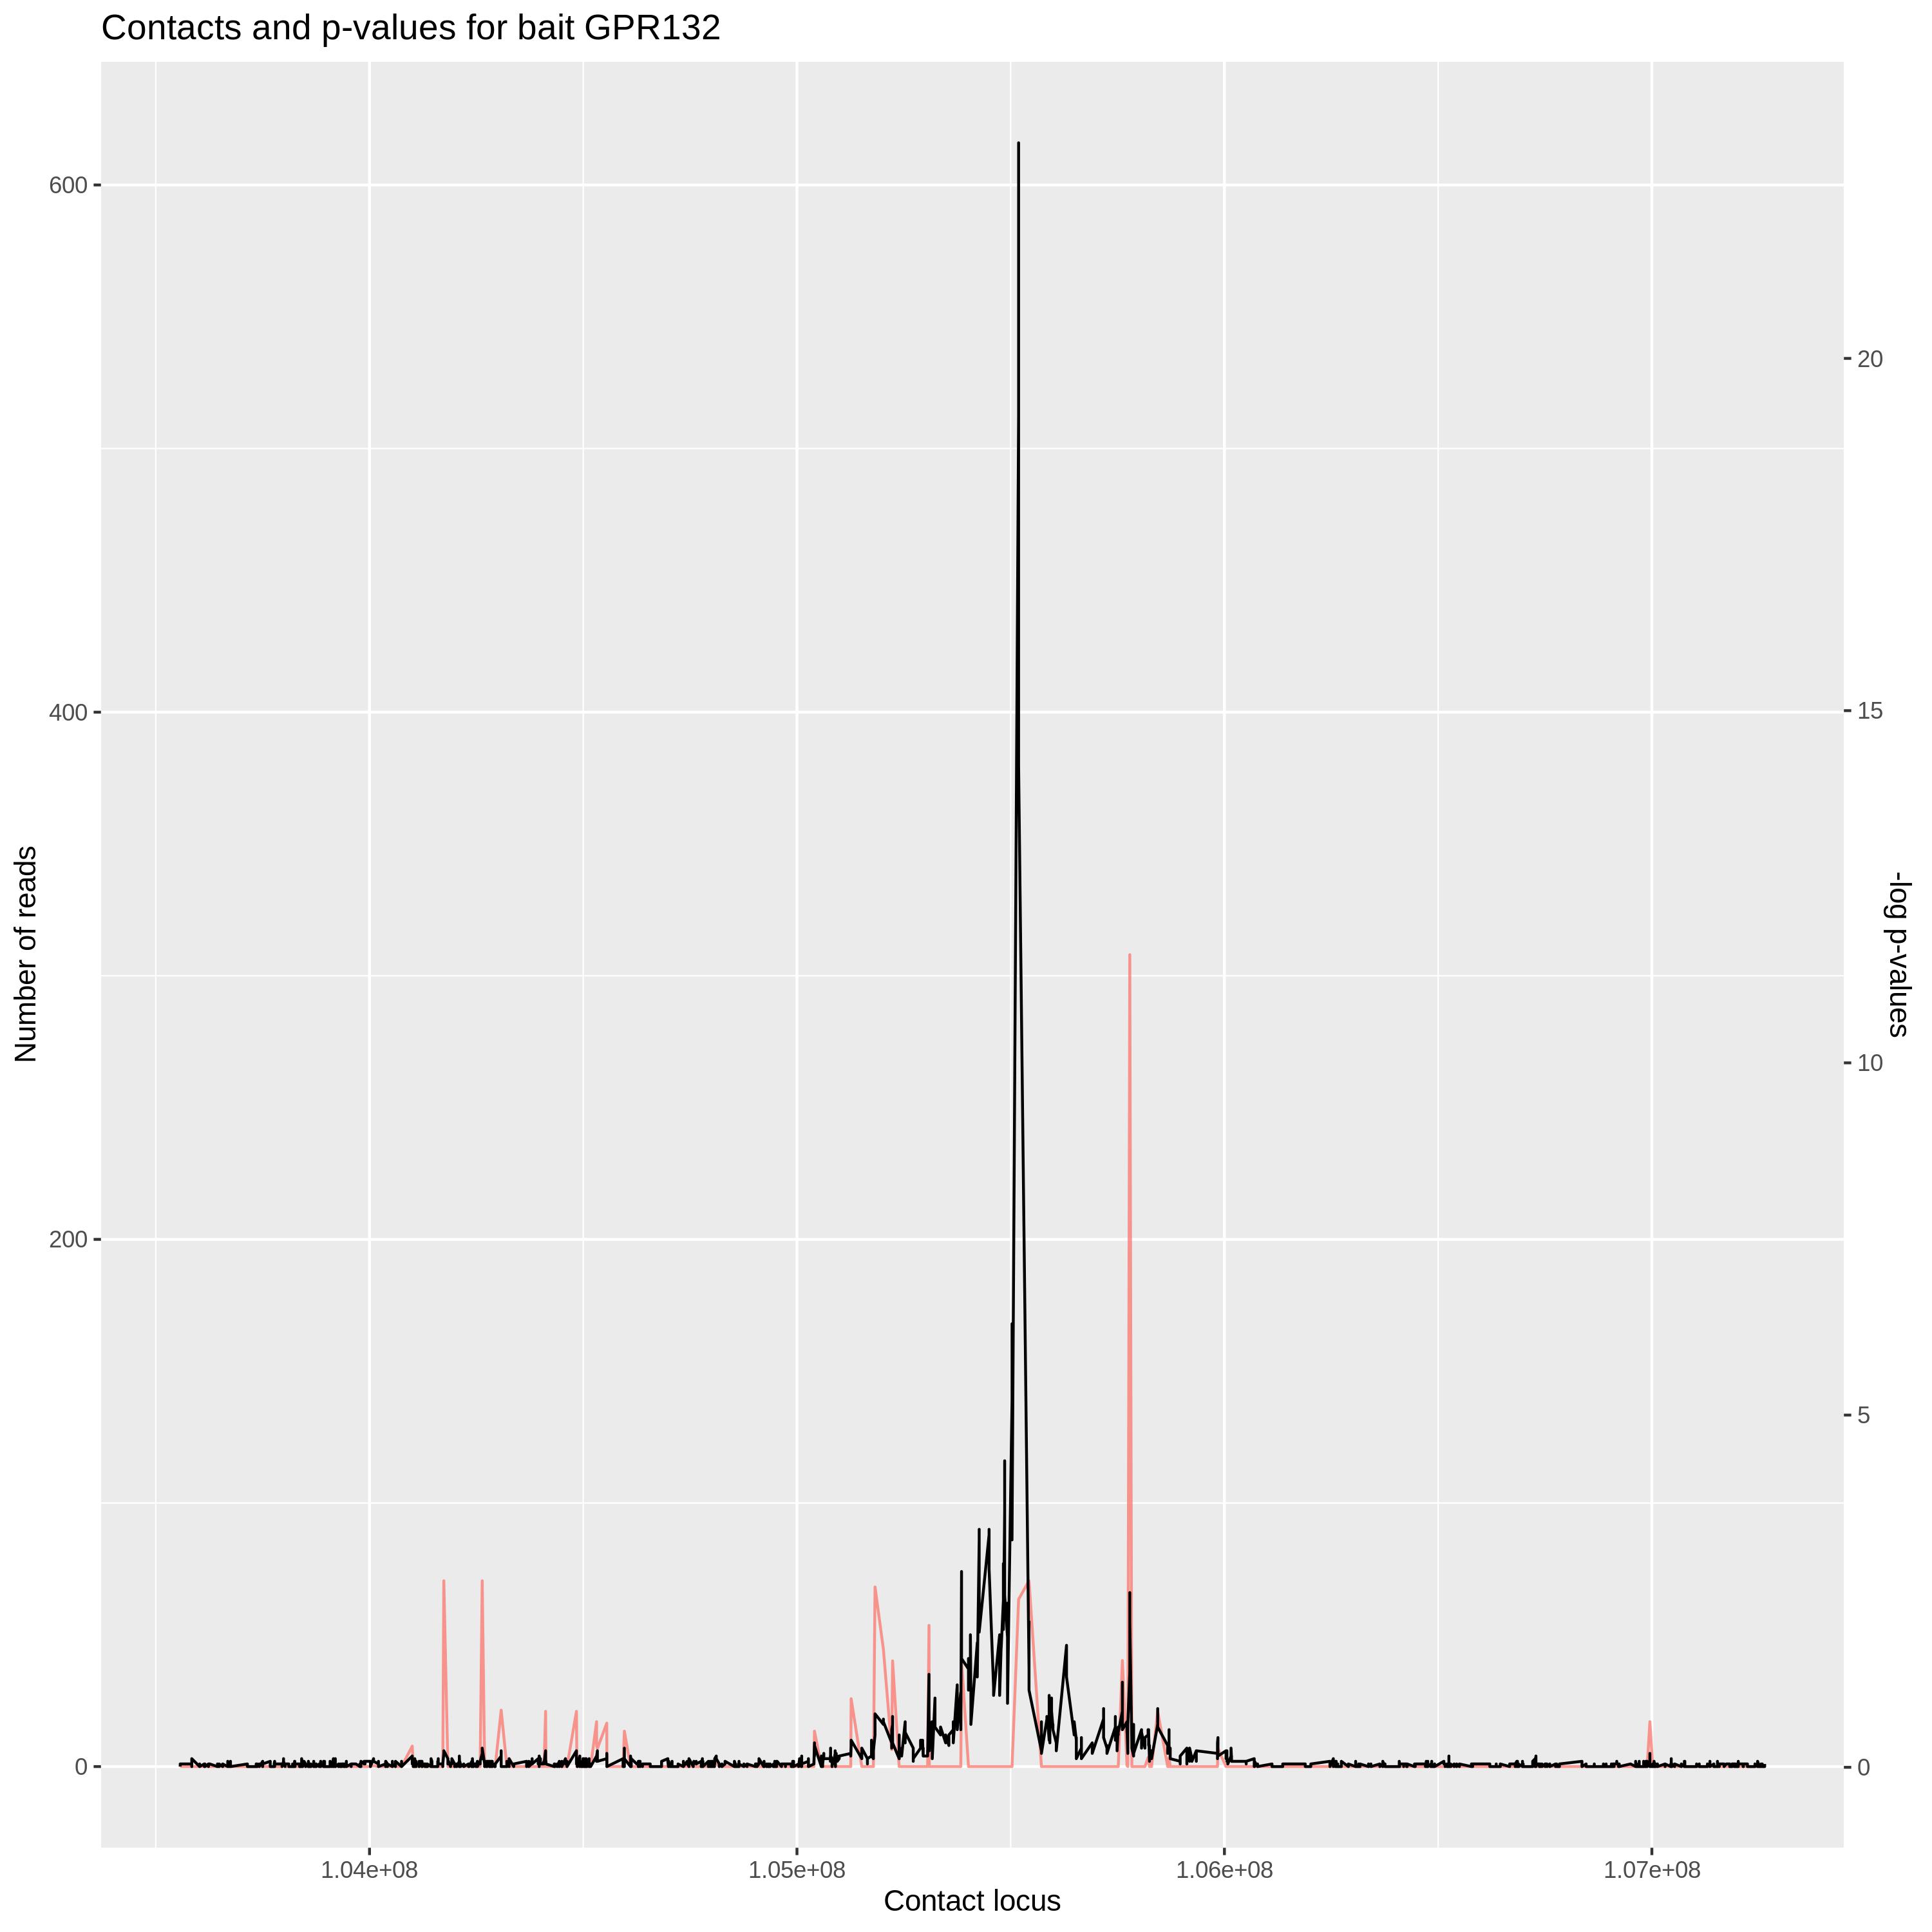 Contacts and p-values for bait GPR132
600
400
200
0
Number of reads
20
15
10
5
0
-log p-values
1.04e+08
1.05e+08
1.06e+08
1.07e+08
Contact locus